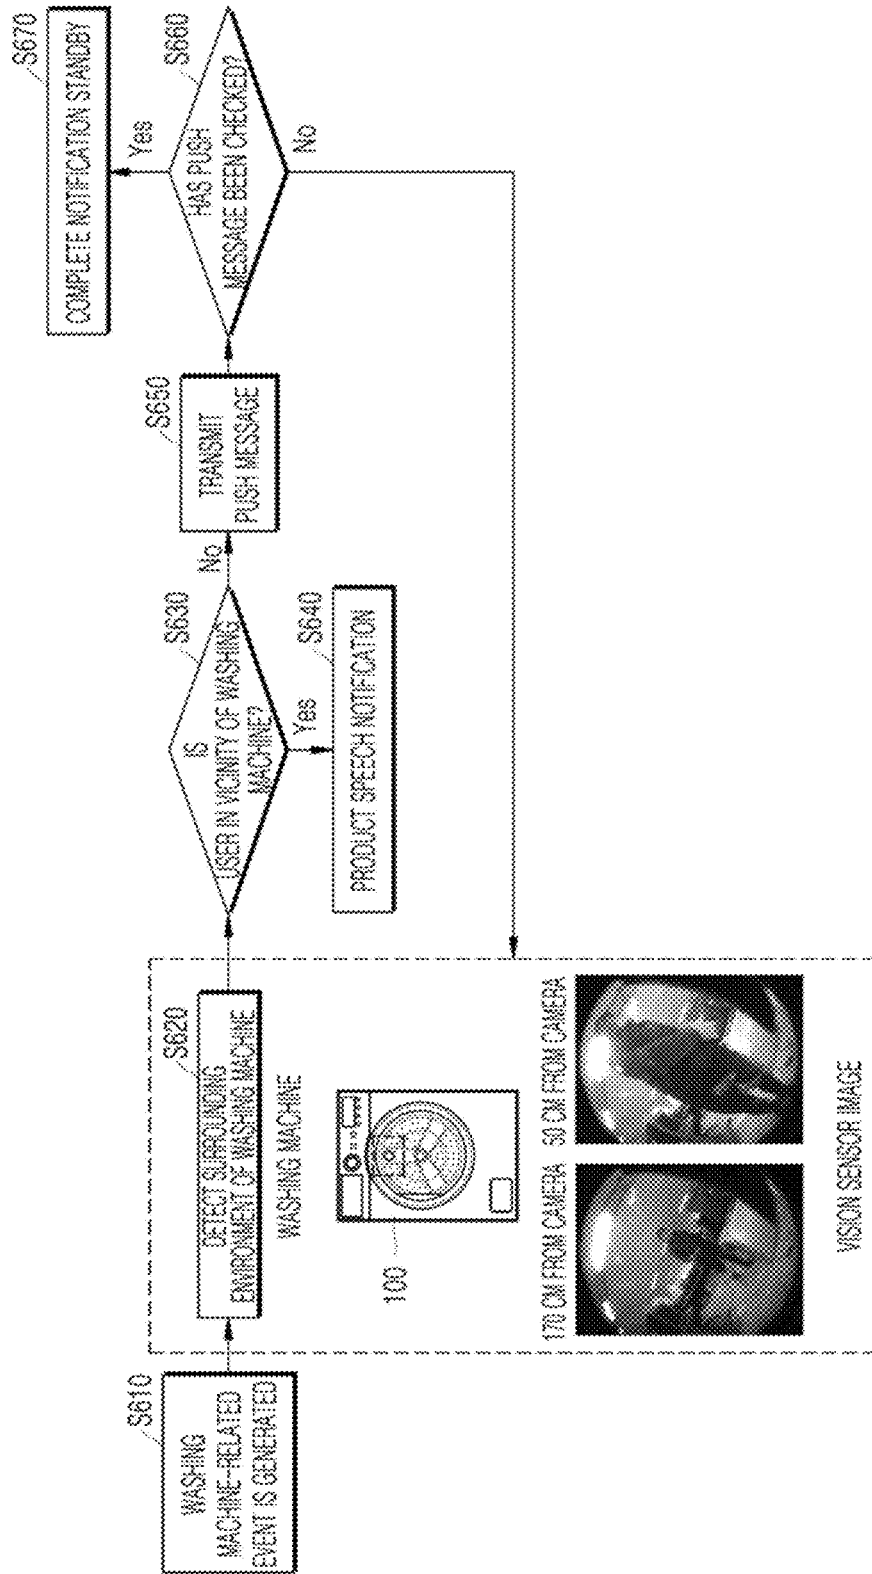 S610
WASHING
MACHINE-RELATED
EVENT IS GENERATED
S620
DETECT SURROUNDING
ENVIRONMENT OF WASHING MACHINE
WASHING MACHINE
100
170 CM FROM CAMERA
60 CM FROM CAMERA
VISION SENSOR IMAGE
S630
IS
USER IN VICINITY OF WASHING
MACHINE?
No
Yes
S640
PRODUCT SPEECH NOTIFICATION
S650
TRANSMIT
PUSH MESSAGE
S660
HAS PUSH
MESSAGE BEEN CHECKED?
Yes
No
S670
COMPLETE NOTIFICATION STANDBY